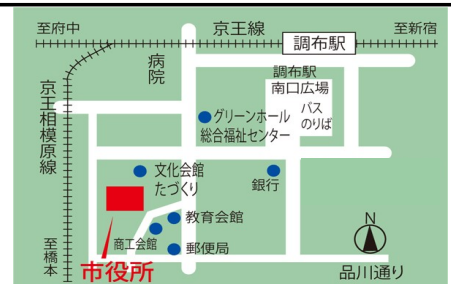 至府中
京王線
至新宿
調布駅
病院
京王相模原線
調布駅
南口広場
バス
のりば
グリーンホール
総合福祉センター
文化会館
たづくり
銀行
教育会館
商工会館
郵便局
至橋本
市役所
N
品川通り